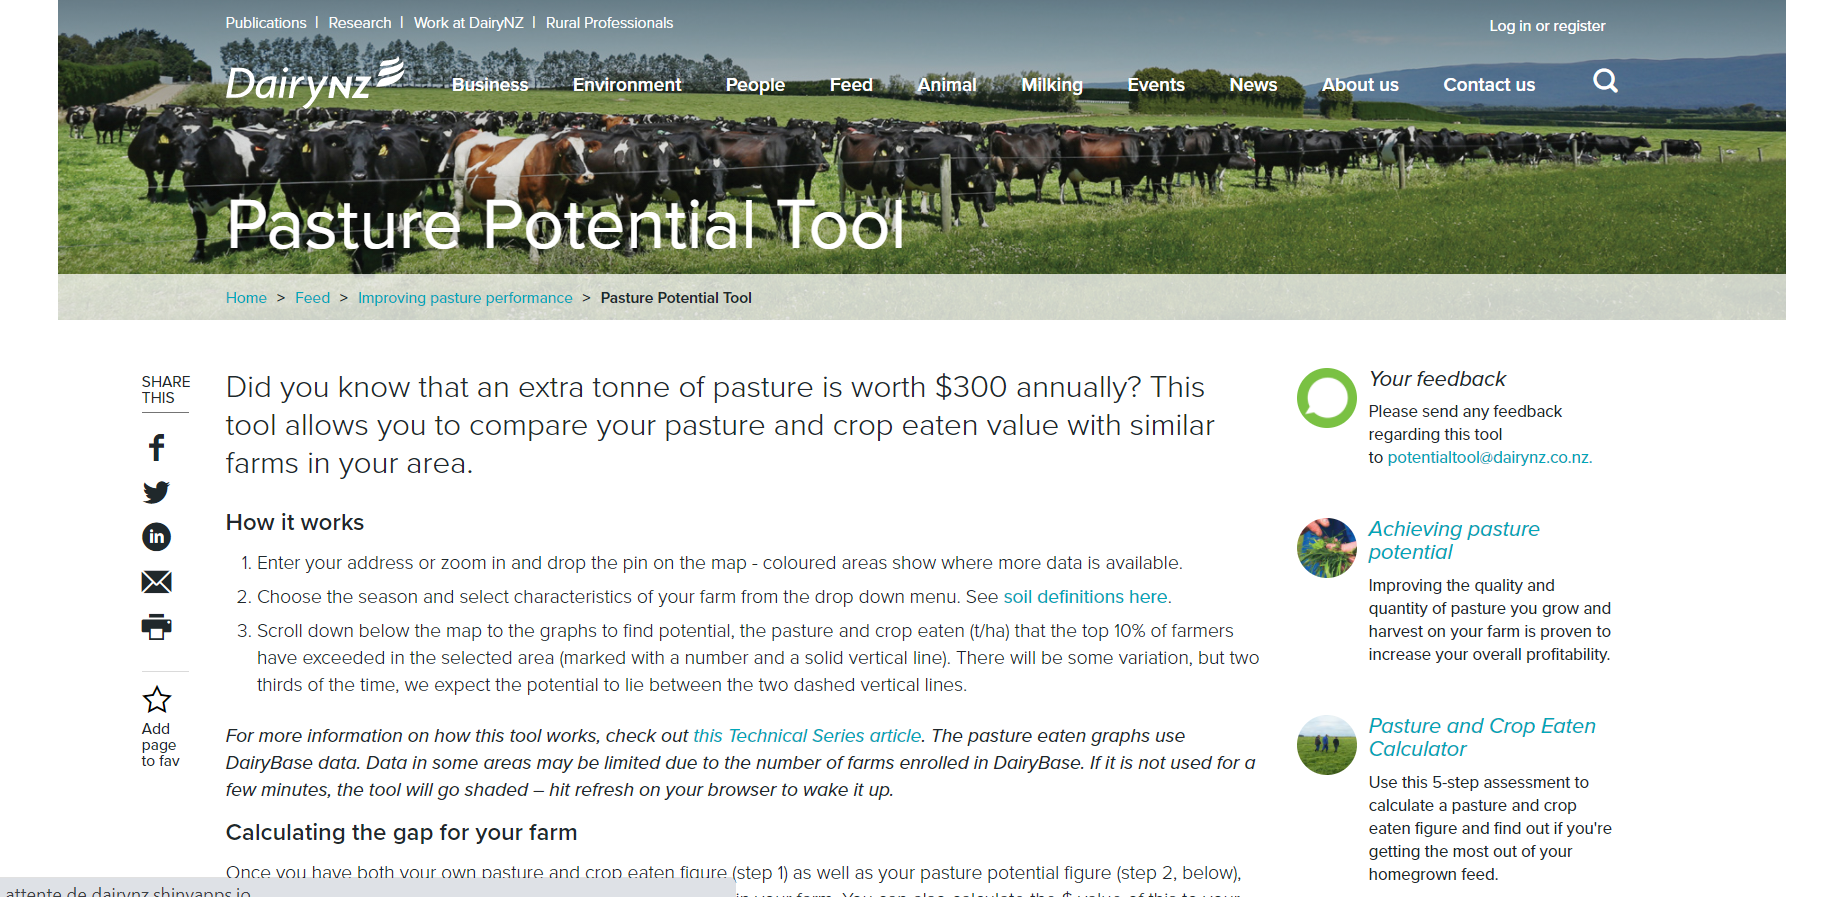 Publications | Research | Work at DairyNZ | Rural Professionals
Log in or register
DairyNZ
Business Environment People Feed Animal Milking Events News About us Contact us
Pasture Potential Tool
Home > Feed > Improving pasture performance > Pasture Potential Tool
SHARE
THIS
Add
page
to fav
Did you know that an extra tonne of pasture is worth $300 annually? This
tool allows you to compare your pasture and crop eaten value with similar
farms in your area.
How it works
1. Enter your address or zoom in and drop the pin on the map - coloured areas show where more data is available.
2. Choose the season and select characteristics of your farm from the drop down menu. See soil definitions here.
3. Scroll down below the map to the graphs to find potential, the pasture and crop eaten (t/ha) that the top 10% of farmers
have exceeded in the selected area (marked with a number and a solid vertical line). There will be some variation, but two
thirds of the time, we expect the potential to lie between the two dashed vertical lines.
For more information on how this tool works, check out this Technical Series article. The pasture eaten graphs use
DairyBase data. Data in some areas may be limited due to the number of farms enrolled in DairyBase. If it is not used for a
few minutes, the tool will go shaded – hit refresh on your browser to wake it up.
Calculating the gap for your farm
Once you have both your own pasture and crop eaten figure (step 1) as well as your pasture potential figure (step 2, below),
in your farm. You can also calculate the $ value of this to your
attente de dairynz.shinyapps.io
Your feedback
Please send any feedback
regarding this tool
to potentialtool@dairynz.co.nz.
Achieving pasture
potential
Improving the quality and
quantity of pasture you grow and
harvest on your farm is proven to
increase your overall profitability.
Pasture and Crop Eaten
Calculator
Use this 5-step assessment to
calculate a pasture and crop
eaten figure and find out if you're
getting the most out of your
homegrown feed.